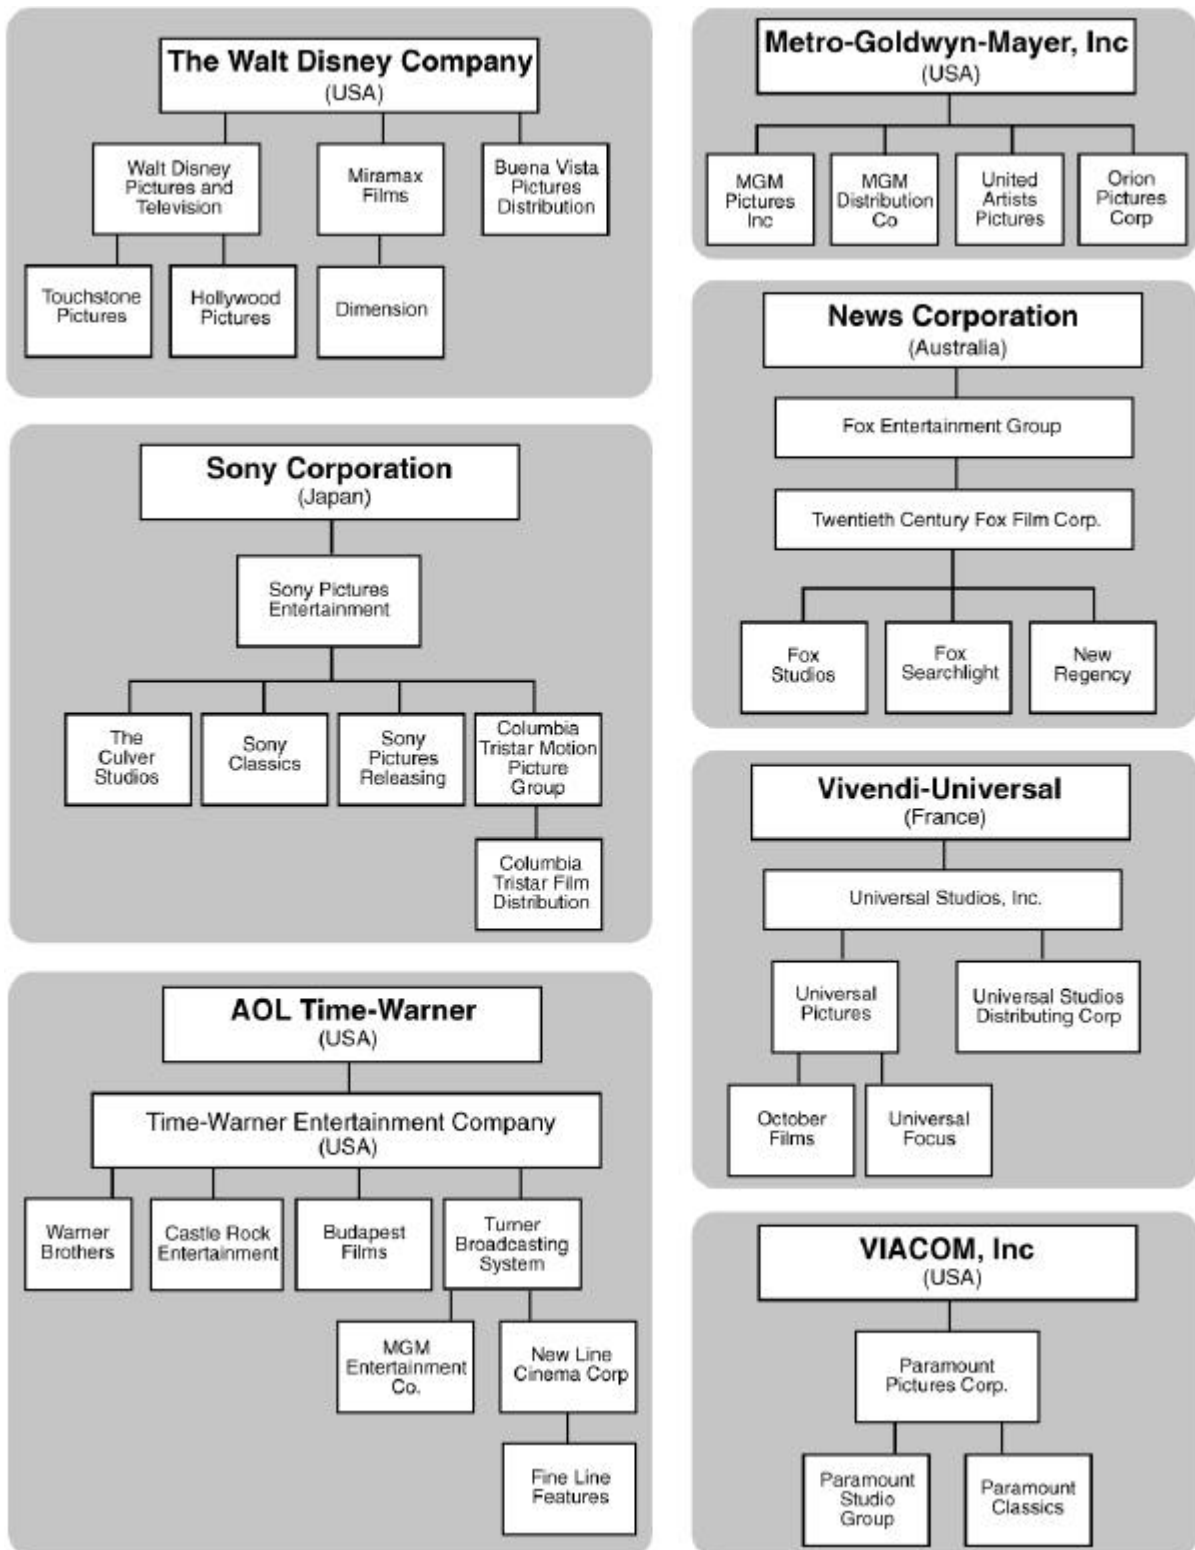 The Walt Disney Company
(USA)
Walt Disney
Pictures and
Television
Miramax
Films
Buena Vista
Pictures
Distribution
Touchstone
Pictures
Hollywood
Pictures
Dimension
Sony Corporation
(Japan)
Sony Pictures
Entertainment
The
Culver
Studios
Sony
Classics
Sony
Pictures
Releasing
Columbia
Tristar Motion
Picture
Group
Columbia
Tristar Film
Distribution
AOL Time-Warner
(USA)
Time-Warner Entertainment Company
(USA)
Warner
Brothers
Castle Rock
Entertainment
Budapest
Films
Turner
Broadcasting
System
MGM
Entertainment
Co.
New Line
Cinema Corp
Fine Line
Features
Metro-Goldwyn-Mayer, Inc
(USA)
MGM
Pictures
Inc
MGM
Distribution
Co
United
Artists
Pictures
Orion
Pictures
Corp
News Corporation
(Australia)
Fox Entertainment Group
Twentieth Century Fox Film Corp.
Fox
Studios
Fox
Searchlight
New
Regency
Vivendi-Universal
(France)
Universal Studios, Inc.
Universal
Pictures
Universal Studios
Distributing Corp
October
Films
Universal
Focus
VIACOM, Inc
(USA)
Paramount
Pictures Corp.
Paramount
Studio
Group
Paramount
Classics